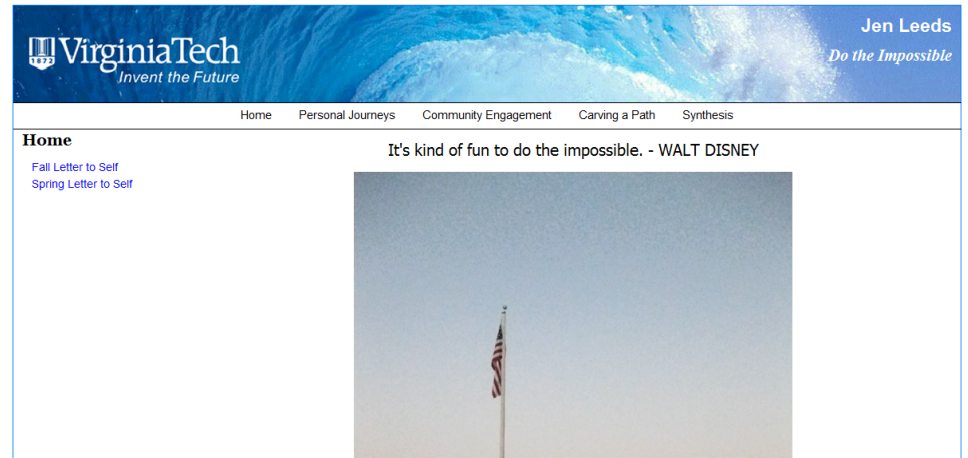 VirginiaTech
1872
Invent the Future
Jen Leeds
Do the Impossible
Home Personal Journeys Community Engagement Carving a Path Synthesis
Home
Fall Letter to Self
Spring Letter to Self
It's kind of fun to do the impossible. - WALT DISNEY